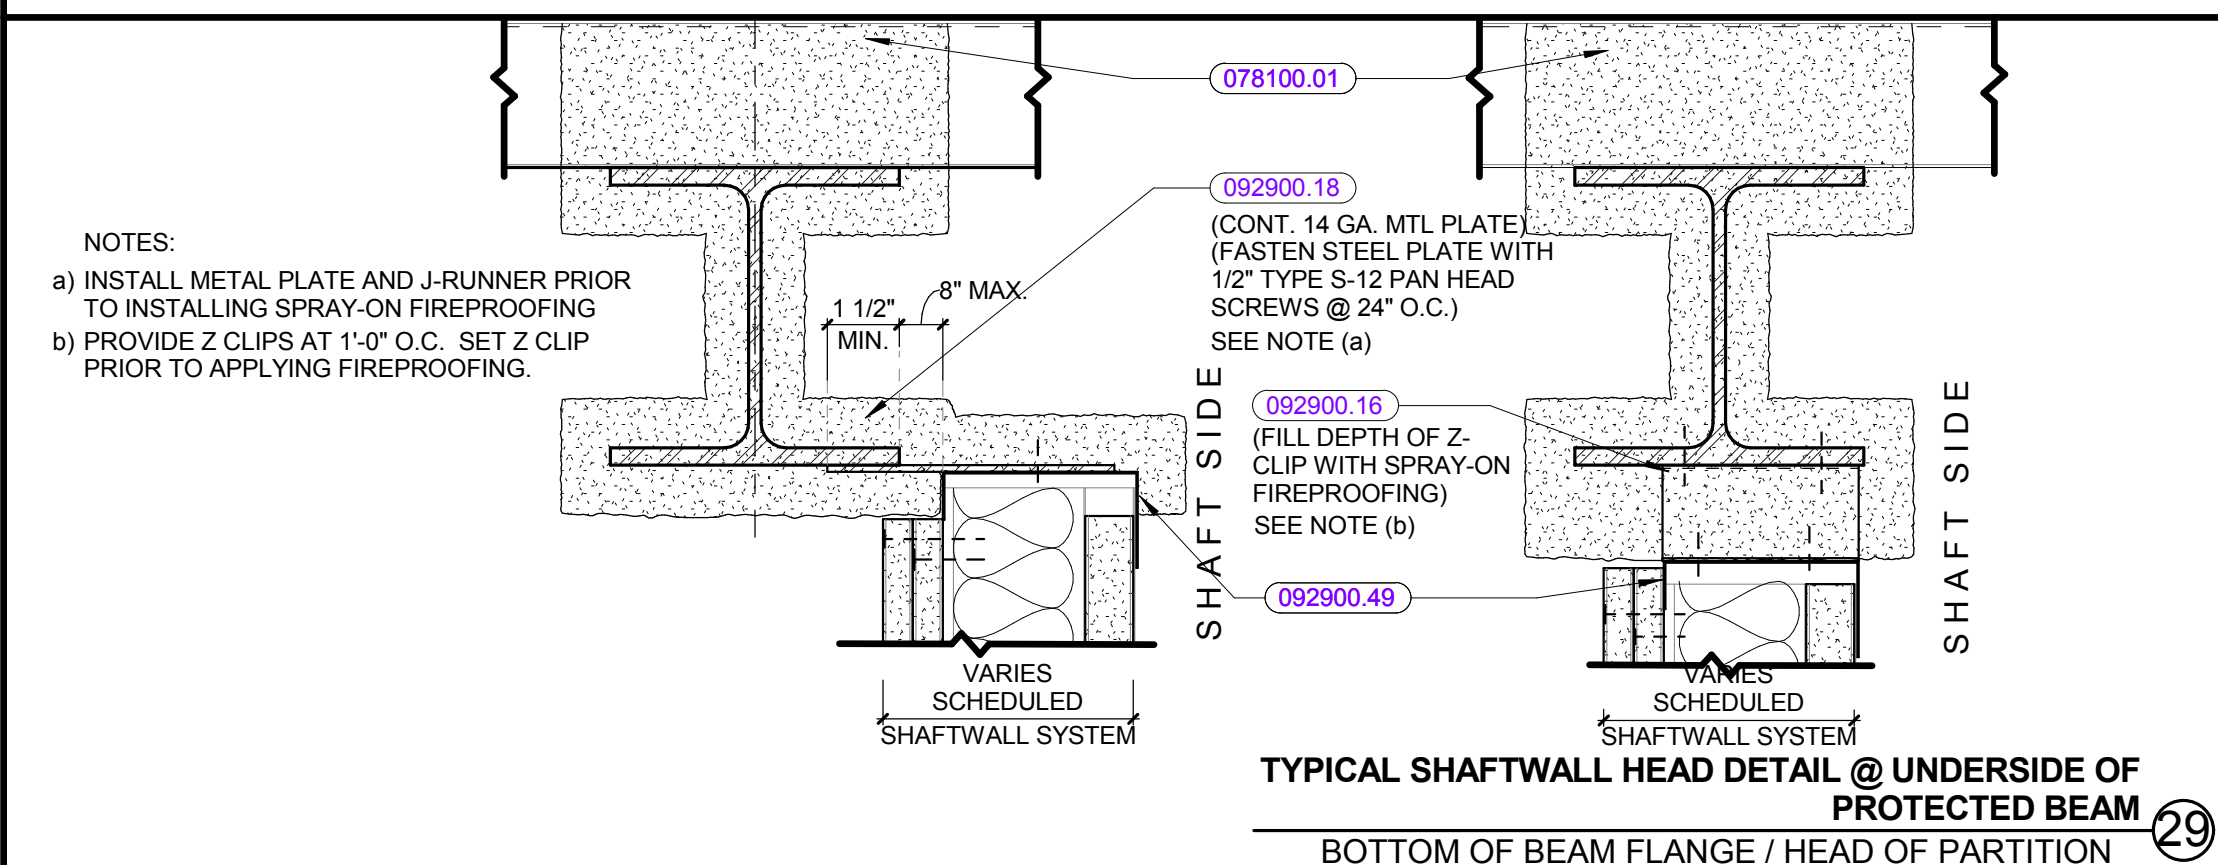 078100.01
092900.18
(CONT. 14 GA. MTL PLATE)
(FASTEN STEEL PLATE WITH
1/2" TYPE S-12 PAN HEAD
SCREWS @ 24" O.C.)
SEE NOTE (a)
NOTES:
a) INSTALL METAL PLATE AND J-RUNNER PRIOR
TO INSTALLING SPRAY-ON FIREPROOFING
b) PROVIDE Z CLIPS AT 1'-0" O.C. SET Z CLIP
PRIOR TO APPLYING FIREPROOFING.
1 1/2"
MIN.
8" MAX.
SHAFT SIDE
092900.16
(FILL DEPTH OF Z-
CLIP WITH SPRAY-ON
FIREPROOFING)
SEE NOTE (b)
SHAFT SIDE
092900.49
VARIES
SCHEDULED
SHAFTWALL SYSTEM
VARIES
SCHEDULED
SHAFTWALL SYSTEM
TYPICAL SHAFTWALL HEAD DETAIL @ UNDERSIDE OF
PROTECTED BEAM
29
BOTTOM OF BEAM FLANGE / HEAD OF PARTITION